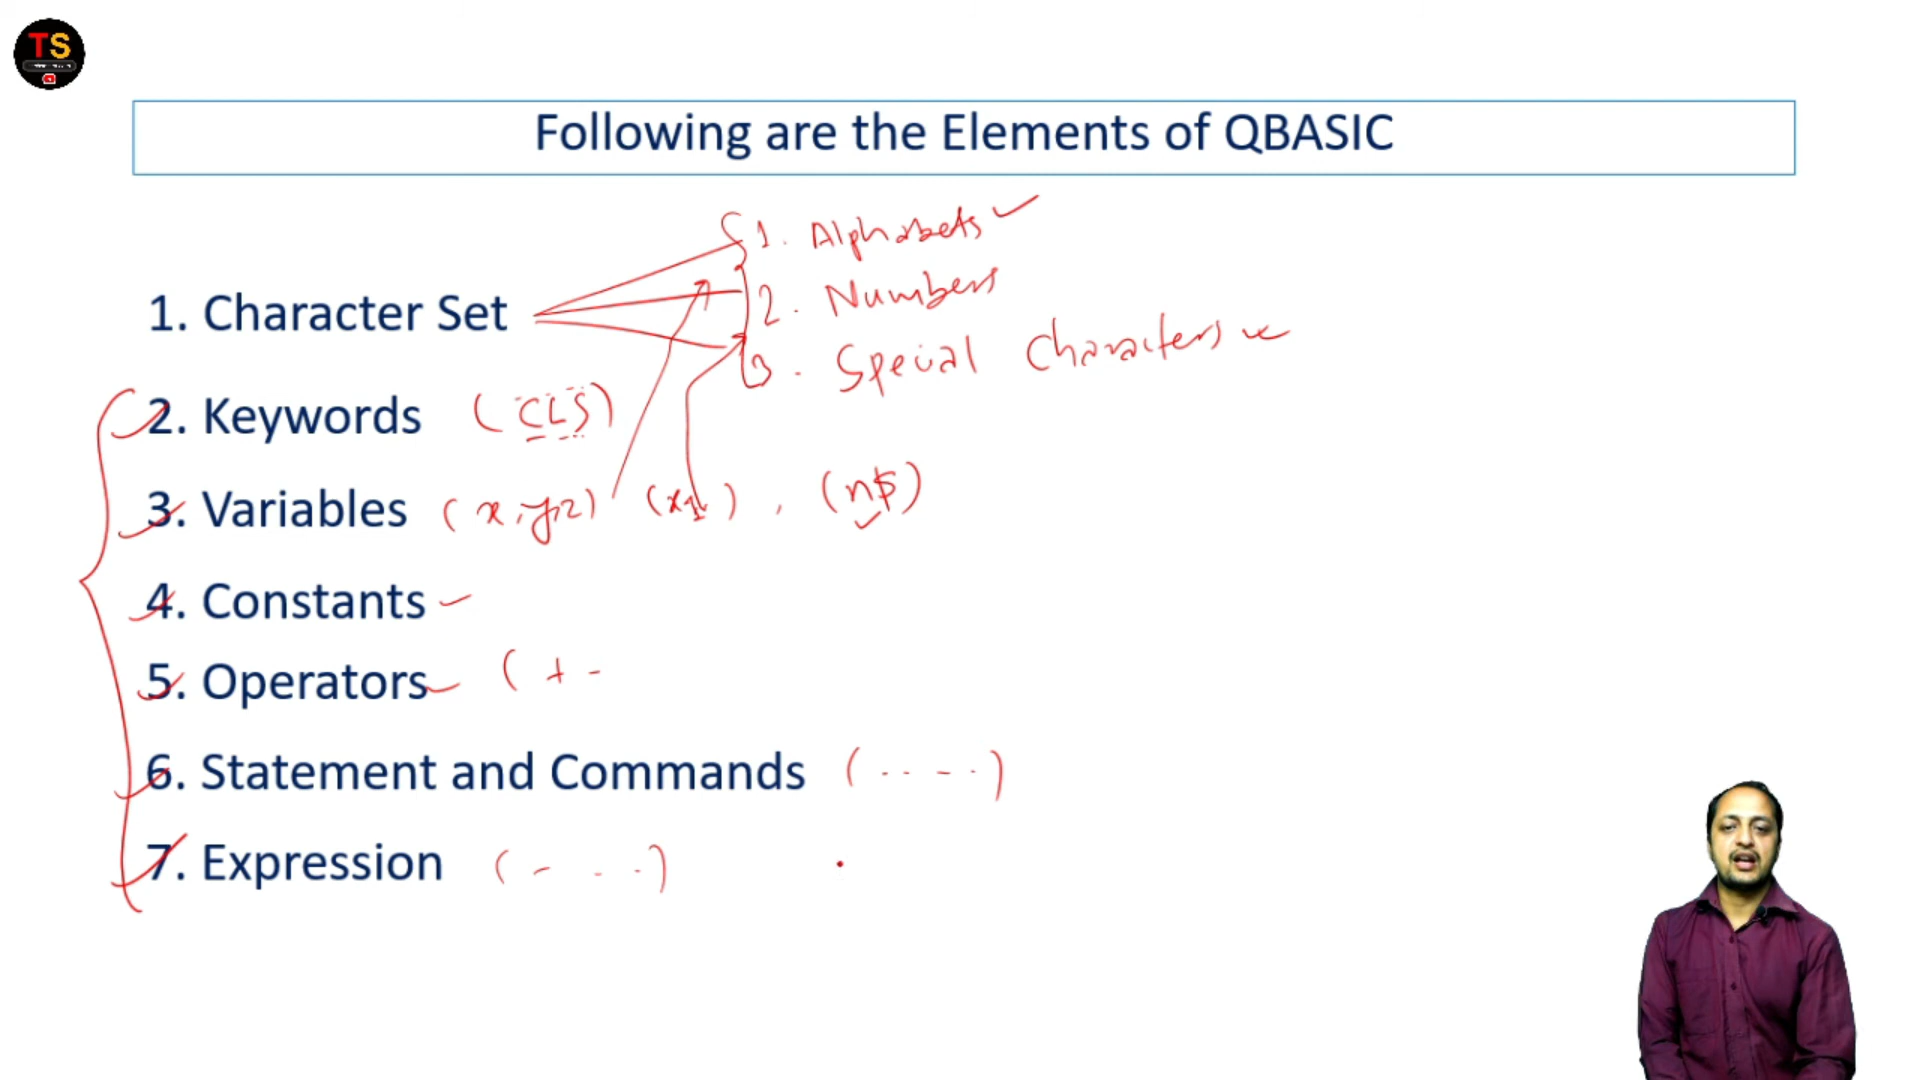 TS
Following are the Elements of QBASIC
1. Alphabets
2. Numbers
3. Special Characters
1. Character Set
2. Keywords (CLS)
3. Variables (x, y, z) (x1), (n$)
4. Constants
5. Operators ( + -
6. Statement and Commands (.. - .)
7. Expression (- . . .)